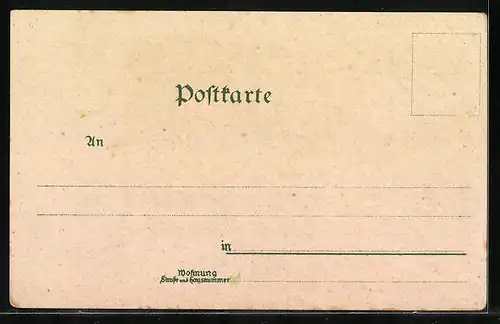 Postkarte
An
in
Wohnung
Straße und Hausnummer